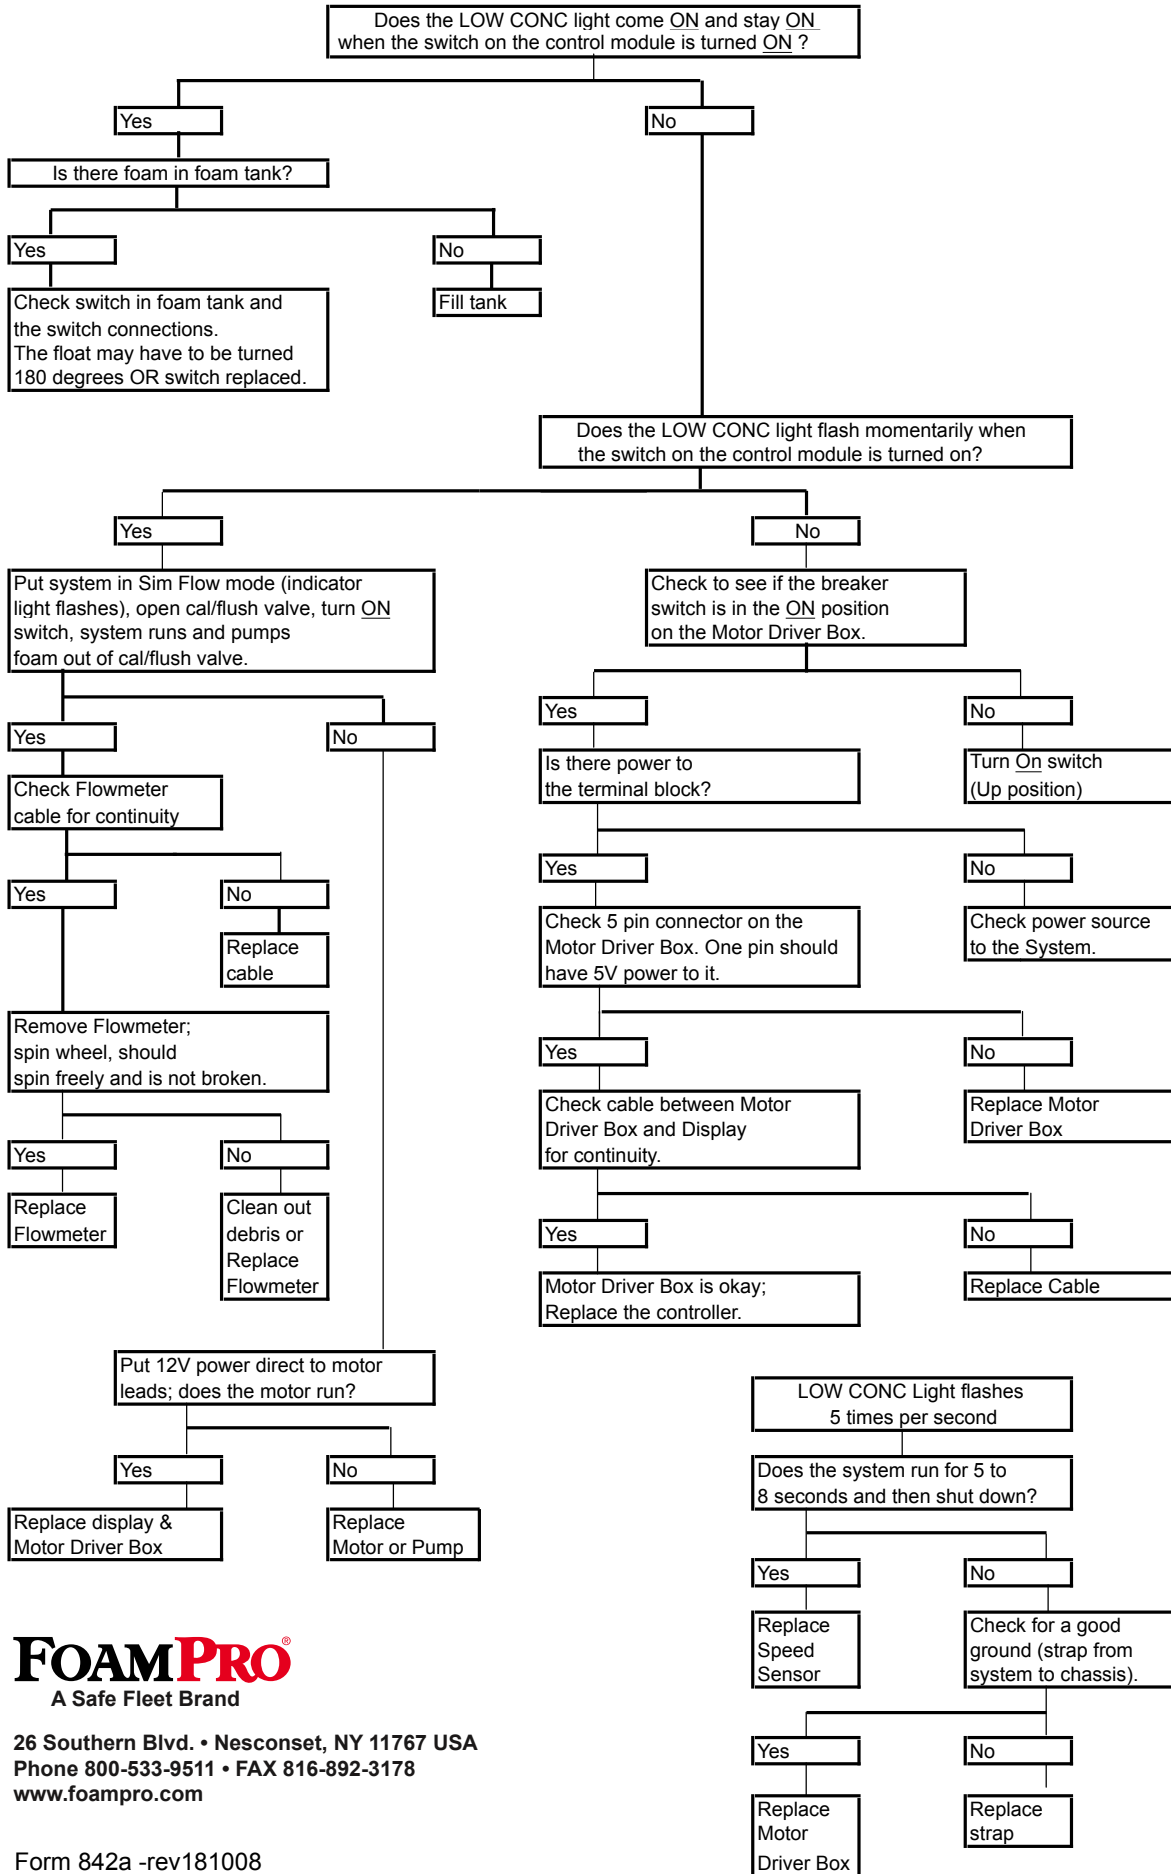 Does the LOW CONC light come ON and stay ON
when the switch on the control module is turned ON ?
Yes
No
Is there foam in foam tank?
Yes
No
Check switch in foam tank and
the switch connections.
The float may have to be turned
180 degrees OR switch replaced.
Fill tank
Does the LOW CONC light flash momentarily when
the switch on the control module is turned on?
Yes
No
Put system in Sim Flow mode (indicator
light flashes), open cal/flush valve, turn ON
switch, system runs and pumps
foam out of cal/flush valve.
Check to see if the breaker
switch is in the ON position
on the Motor Driver Box.
Yes
No
Yes
No
Check Flowmeter
cable for continuity
Is there power to
the terminal block?
Turn On switch
(Up position)
Yes
No
Yes
No
Replace
cable
Check 5 pin connector on the
Motor Driver Box. One pin should
have 5V power to it.
Check power source
to the System.
Remove Flowmeter;
spin wheel, should
spin freely and is not broken.
Yes
No
Check cable between Motor
Driver Box and Display
for continuity.
Replace Motor
Driver Box
Yes
No
Replace
Flowmeter
Clean out
debris or
Replace
Flowmeter
Yes
No
Motor Driver Box is okay;
Replace the controller.
Replace Cable
Put 12V power direct to motor
leads; does the motor run?
Yes
No
Replace display &
Motor Driver Box
Replace
Motor or Pump
LOW CONC Light flashes
5 times per second
Does the system run for 5 to
8 seconds and then shut down?
Yes
No
Replace
Speed
Sensor
Check for a good
ground (strap from
system to chassis).
Yes
No
Replace
Motor
Driver Box
Replace
strap
FOAMPRO®
A Safe Fleet Brand
26 Southern Blvd. • Nesconset, NY 11767 USA
Phone 800-533-9511 • FAX 816-892-3178
www.foampro.com
Form 842a -rev181008